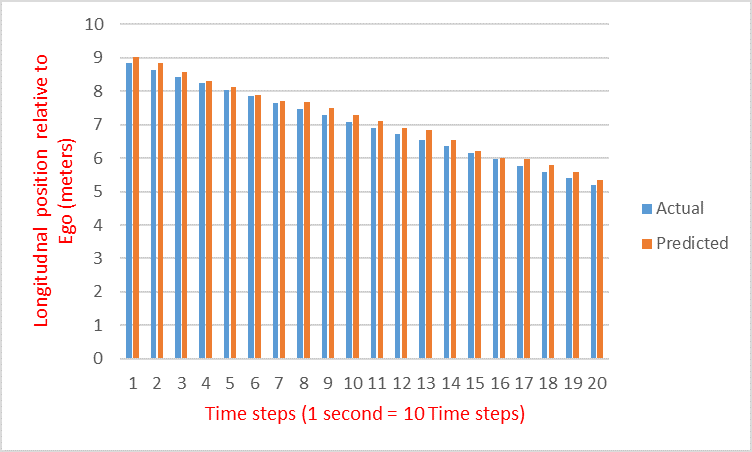 10
9
8
7
6
5
4
3
2
1
0
Longitudnal position relative to
Ego (meters)
1 2 3 4 5 6 7 8 9 10 11 12 13 14 15 16 17 18 19 20
Time steps (1 second = 10 Time steps)
Actual
Predicted